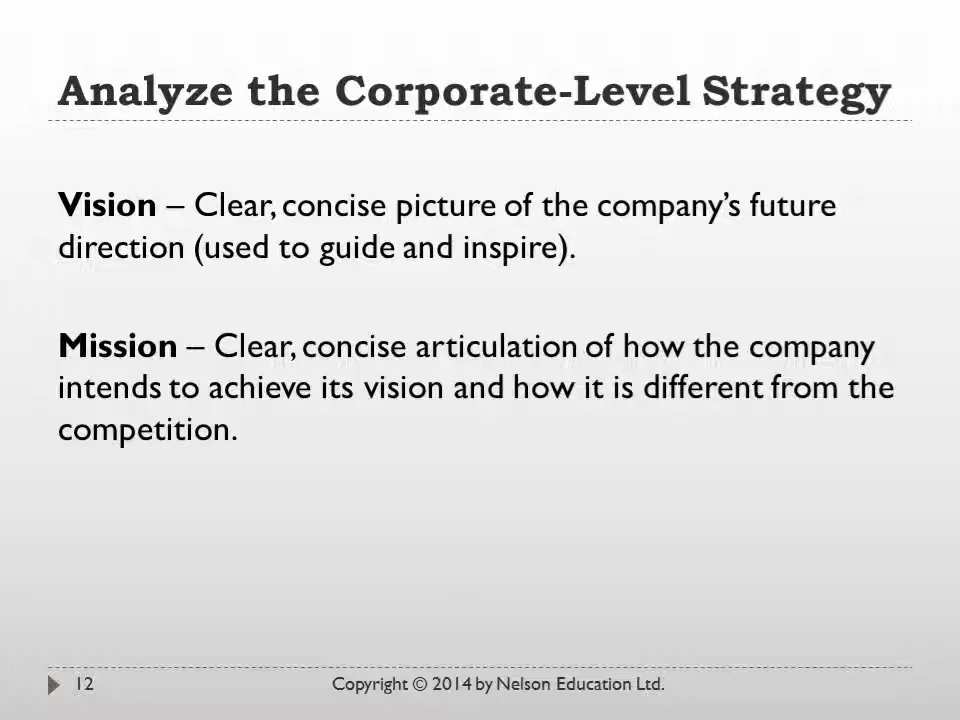 Analyze the Corporate-Level Strategy
Vision – Clear, concise picture of the company’s future
direction (used to guide and inspire).
Mission – Clear, concise articulation of how the company
intends to achieve its vision and how it is different from the
competition.
12
Copyright © 2014 by Nelson Education Ltd.